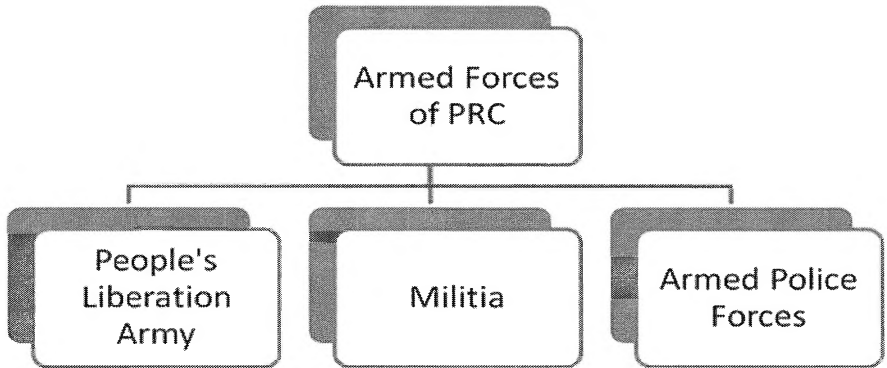 Armed Forces
of PRC
People's
Liberation
Army
Militia
Armed Police
Forces